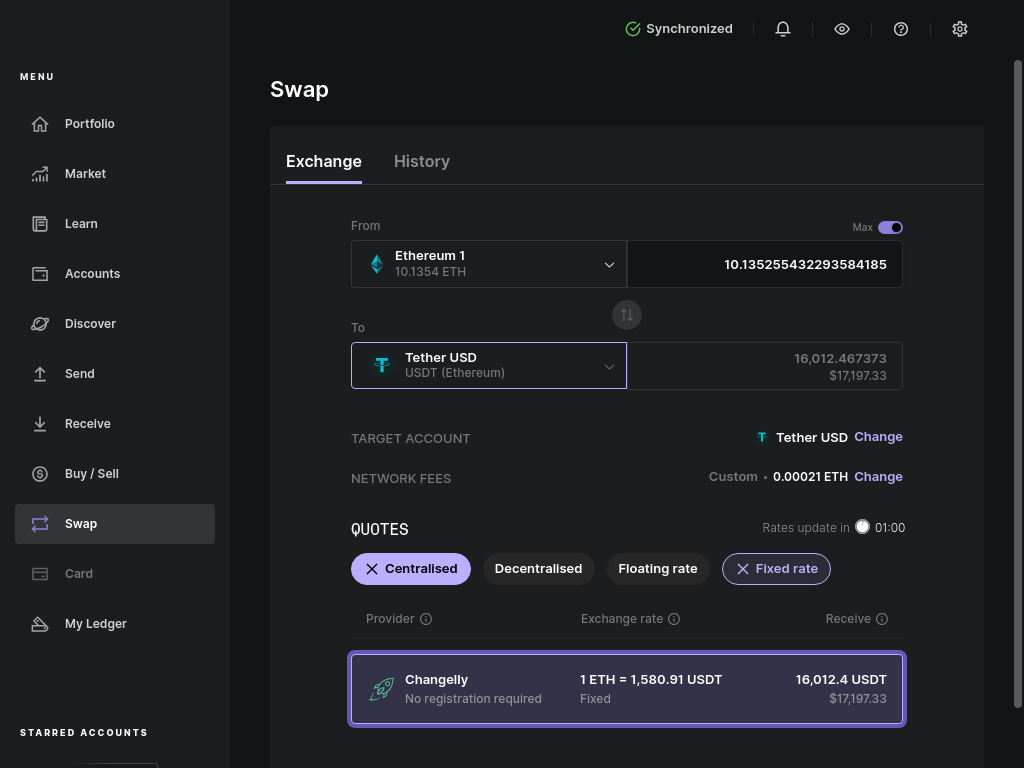 Synchronized
MENU
Portfolio
Market
Learn
Accounts
Discover
Send
Receive
Buy / Sell
Swap
Card
My Ledger
STARRED ACCOUNTS
Swap
Exchange
History
From
Max
Ethereum 1
10.1354 ETH
10.135255432293584185
To
Tether USD
USDT (Ethereum)
16,012.467373
$17,197.33
TARGET ACCOUNT
Tether USD Change
NETWORK FEES
Custom • 0.00021 ETH Change
QUOTES
Rates update in 01:00
Centralised
Decentralised
Floating rate
Fixed rate
Provider
Exchange rate
Receive
Changelly
No registration required
1 ETH = 1,580.91 USDT
Fixed
16,012.4 USDT
$17,197.33